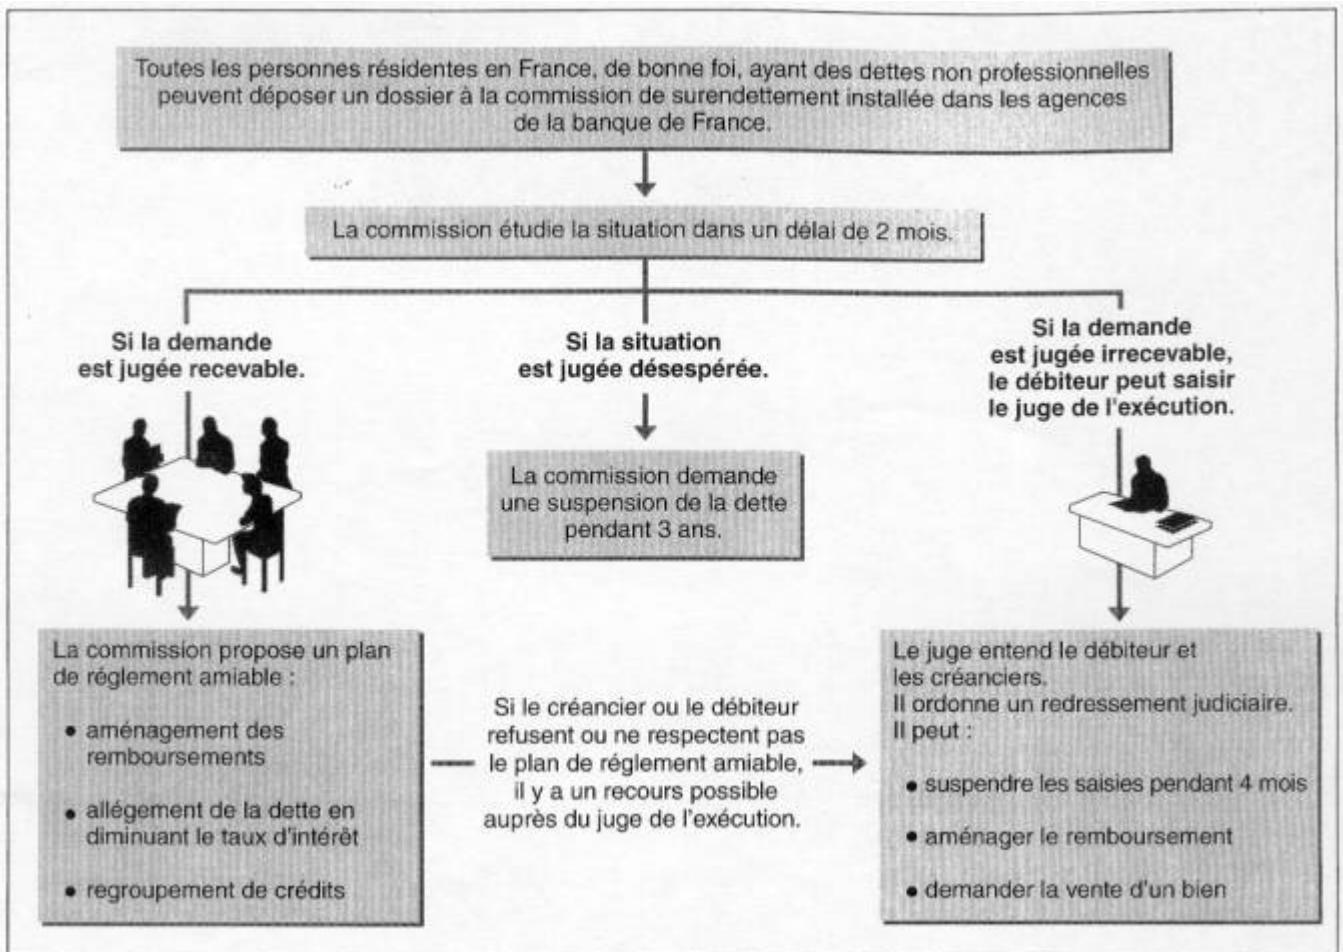 Toutes les personnes résidentes en France, de bonne foi, ayant des dettes non professionnelles
peuvent déposer un dossier à la commission de surendettement installée dans les agences
de la banque de France.
La commission étudie la situation dans un délai de 2 mois.
Si la demande
est jugée recevable.
Si la situation
est jugée désespérée.
Si la demande
est jugée irrecevable,
le débiteur peut saisir
le juge de l'exécution.
La commission demande
une suspension de la dette
pendant 3 ans.
La commission propose un plan
de réglement amiable :
• aménagement des
remboursements
• allégement de la dette en
diminuant le taux d'intérêt
• regroupement de crédits
Si le créancier ou le débiteur
refusent ou ne respectent pas
le plan de réglement amiable,
il y a un recours possible
auprès du juge de l'exécution.
Le juge entend le débiteur et
les créanciers.
Il ordonne un redressement judiciaire.
Il peut :
• suspendre les saisies pendant 4 mois
• aménager le remboursement
• demander la vente d'un bien